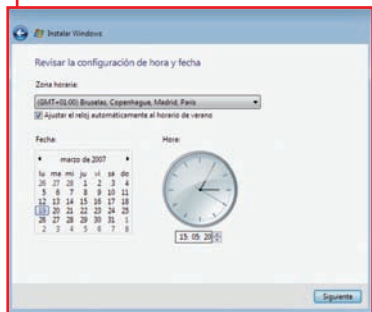 Instalar Windows
Revisar la configuración de hora y fecha
Zona horaria:
(GMT+01:00) Bruselas, Copenhague, Madrid, París
Ajustar el reloj automáticamente al horario de verano
Fecha:
Hora:
marzo de 2007
lu ma mi ju vi sá do
26 27 28 1 2 3 4
5 6 7 8 9 10 11
12 13 14 15 16 17 18
19 20 21 22 23 24 25
26 27 28 29 30 31 1
2 3 4 5 6 7 8
15: 05: 20
Siguiente